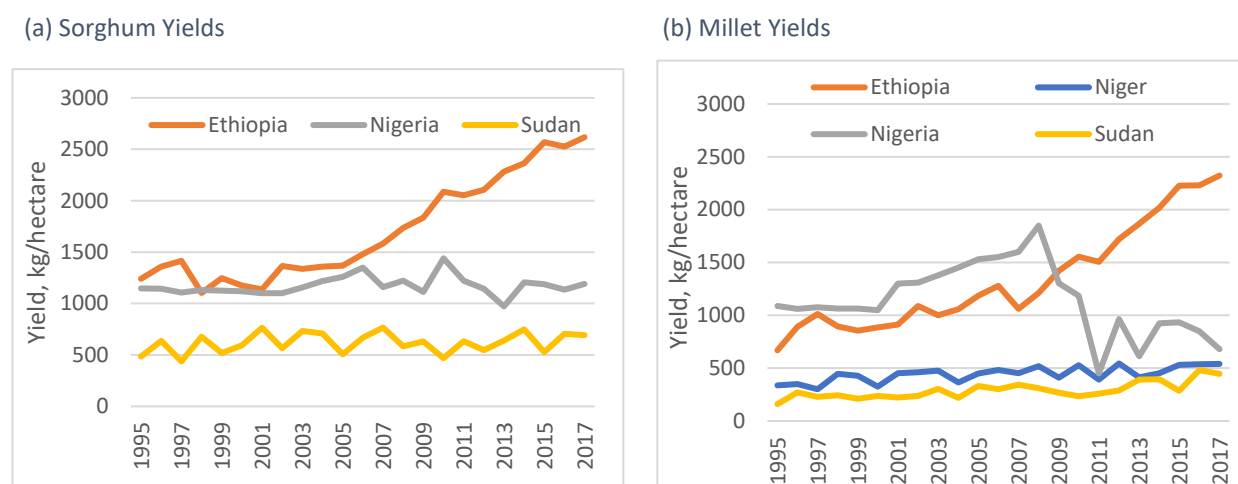 (a) Sorghum Yields
3000
2500
2000
1500
1000
500
0
Yield, kg/hectare
Ethiopia Nigeria Sudan
1995 1997 1999 2001 2003 2005 2007 2009 2011 2013 2015 2017
(b) Millet Yields
3000
2500
2000
1500
1000
500
0
Yield, kg/hectare
Ethiopia Niger
Nigeria Sudan
1995 1997 1999 2001 2003 2005 2007 2009 2011 2013 2015 2017